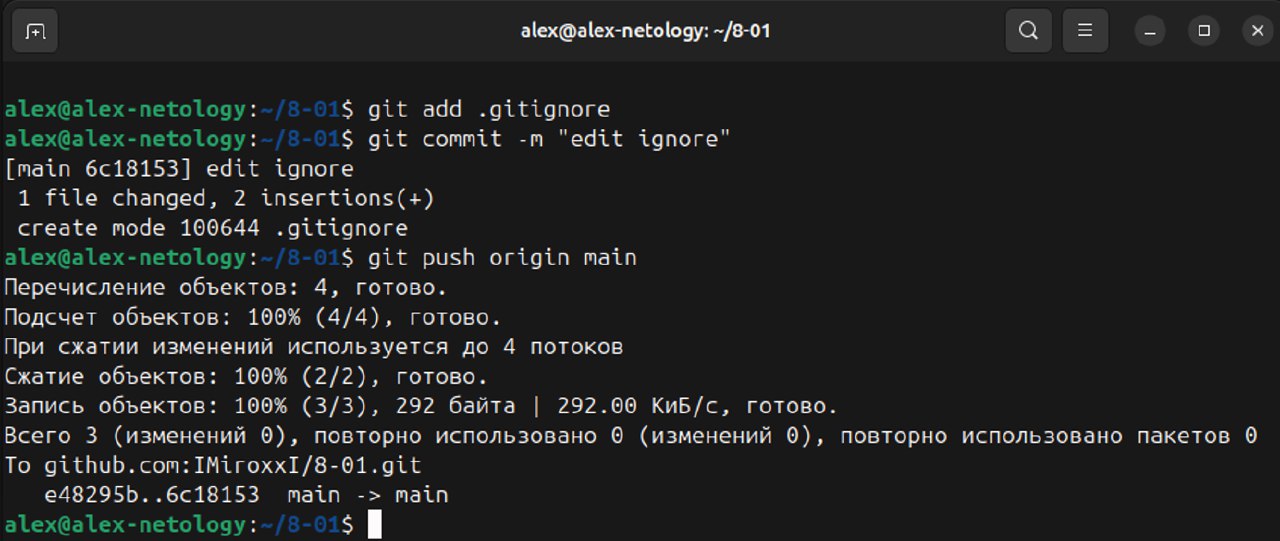 alex@alex-netology: ~/8-01
alex@alex-netology:~/8-01$ git add .gitignore
alex@alex-netology:~/8-01$ git commit -m "edit ignore"
[main 6c18153] edit ignore
 1 file changed, 2 insertions(+)
 create mode 100644 .gitignore
alex@alex-netology:~/8-01$ git push origin main
Перечисление объектов: 4, готово.
Подсчет объектов: 100% (4/4), готово.
При сжатии изменений используется до 4 потоков
Сжатие объектов: 100% (2/2), готово.
Запись объектов: 100% (3/3), 292 байта | 292.00 КиБ/с, готово.
Всего 3 (изменений 0), повторно использовано 0 (изменений 0), повторно использовано пакетов 0
To github.com:IMiroxxI/8-01.git
   e48295b..6c18153  main -> main
alex@alex-netology:~/8-01$